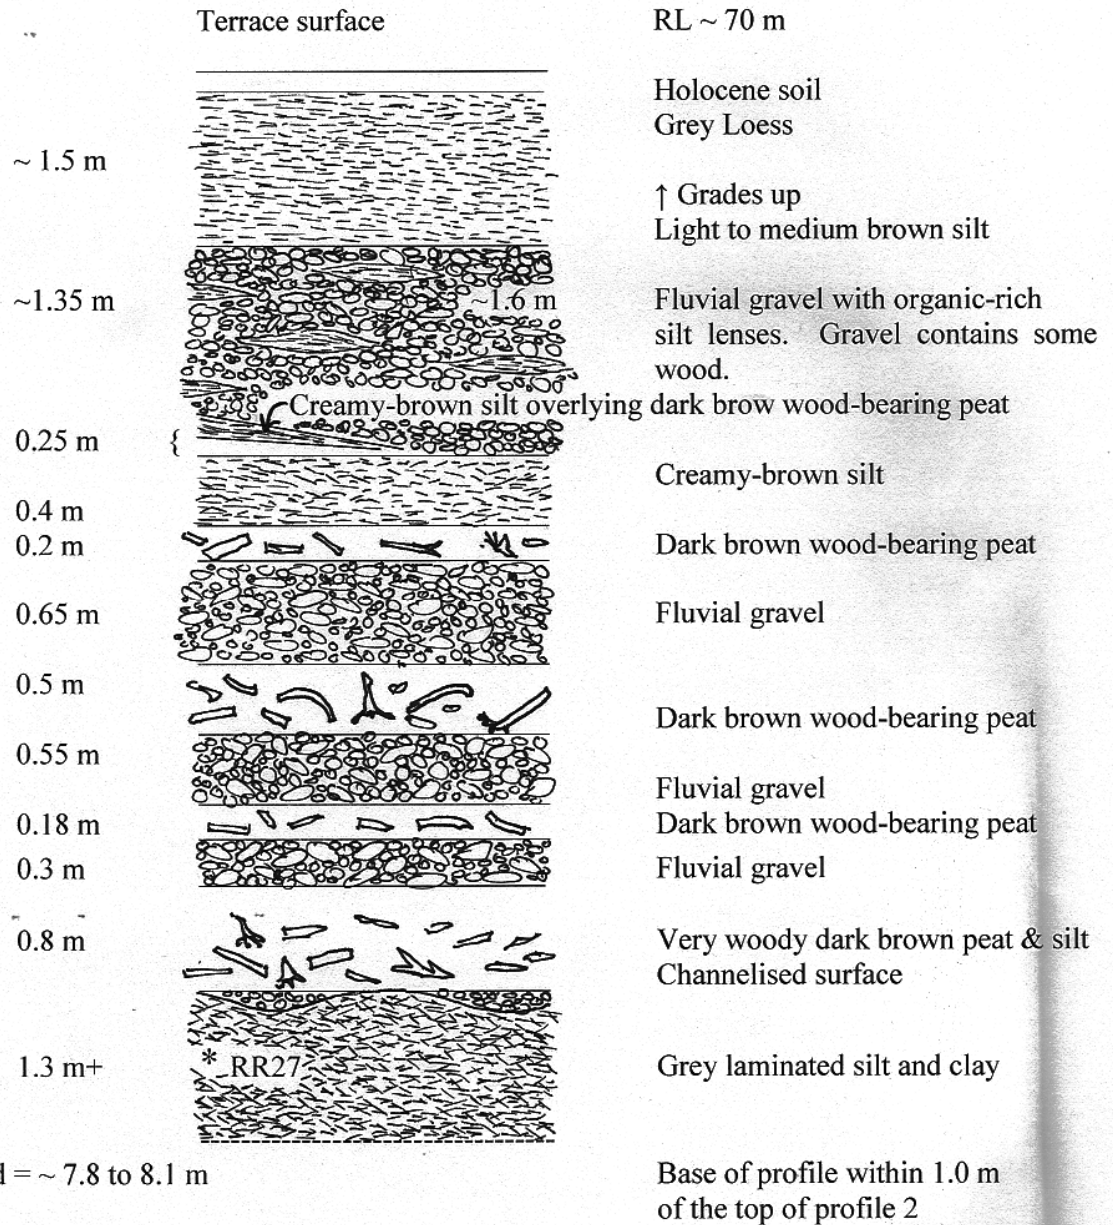 Terrace surface RL ~ 70 m
Holocene soil
Grey Loess
~ 1.5 m
↑ Grades up
Light to medium brown silt
~1.35 m ~1.6 m Fluvial gravel with organic-rich
silt lenses. Gravel contains some
wood.
Creamy-brown silt overlying dark brow wood-bearing peat
0.25 m {
Creamy-brown silt
0.4 m
0.2 m Dark brown wood-bearing peat
0.65 m Fluvial gravel
0.5 m
Dark brown wood-bearing peat
0.55 m
Fluvial gravel
0.18 m Dark brown wood-bearing peat
0.3 m Fluvial gravel
0.8 m Very woody dark brown peat & silt
Channelised surface
1.3 m+ * RR27 Grey laminated silt and clay
= ~ 7.8 to 8.1 m Base of profile within 1.0 m
of the top of profile 2